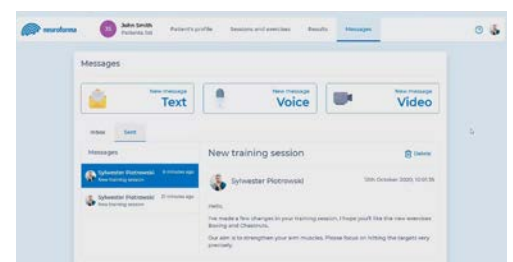 neuroforma
John Smith
Patient's profile
Sessions and exercises
Results
Messages
Messages
New message
Text
New message
Voice
New message
Video
Inbox
Sent
Messages
Sylwester Piotrowski
New training session
Sylwester Piotrowski
21 minutes ago
New training session
New training session
Delete
Sylwester Piotrowski
Hello,
I've made a few changes in your training session, I hope you'll like the new exercises
Boxing and Chestnuts.
Our aim is to strengthen your arm muscles. Please focus on hitting the targets very
precisely.